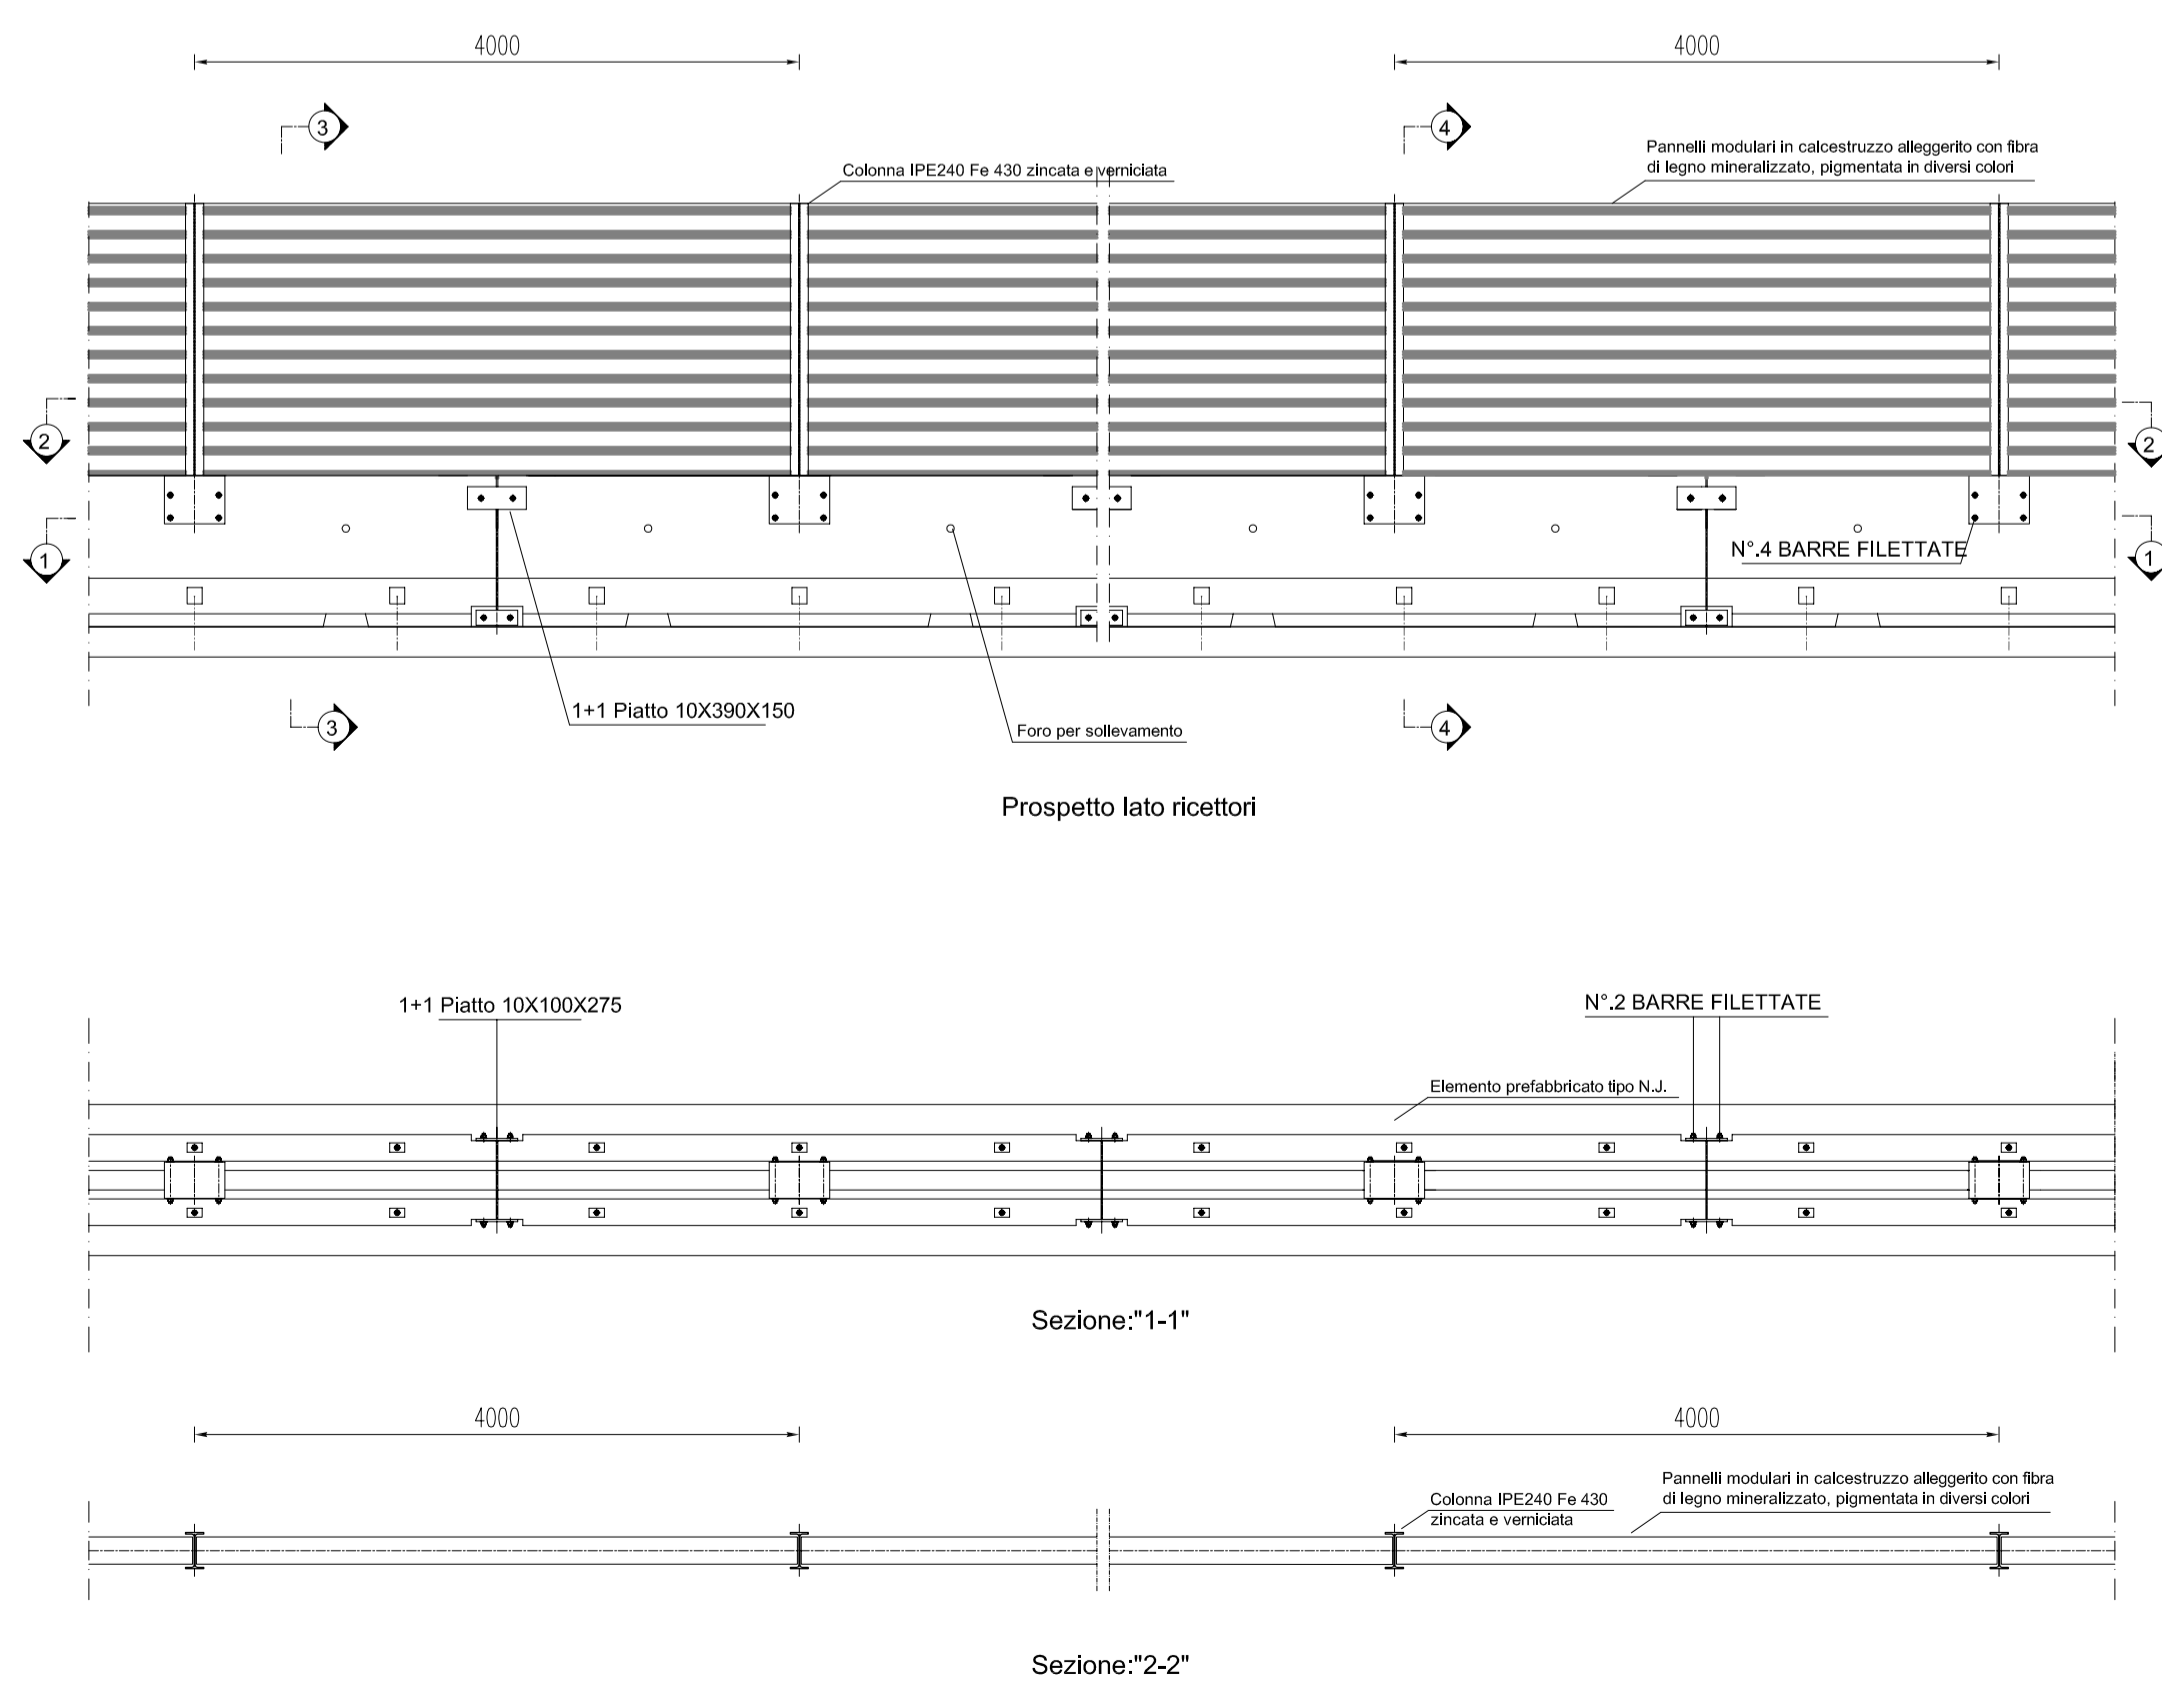 4000
4000
3
4
Colonna IPE240 Fe 430 zincata e verniciata
Pannelli modulari in calcestruzzo alleggerito con fibra
di legno mineralizzato, pigmentata in diversi colori
2
2
1
1
N°.4 BARRE FILETTATE
1+1 Piatto 10X390X150
Foro per sollevamento
3
4
Prospetto lato ricettori
1+1 Piatto 10X100X275
N°.2 BARRE FILETTATE
Elemento prefabbricato tipo N.J.
Sezione:"1-1"
4000
4000
Colonna IPE240 Fe 430
zincata e verniciata
Pannelli modulari in calcestruzzo alleggerito con fibra
di legno mineralizzato, pigmentata in diversi colori
Sezione:"2-2"